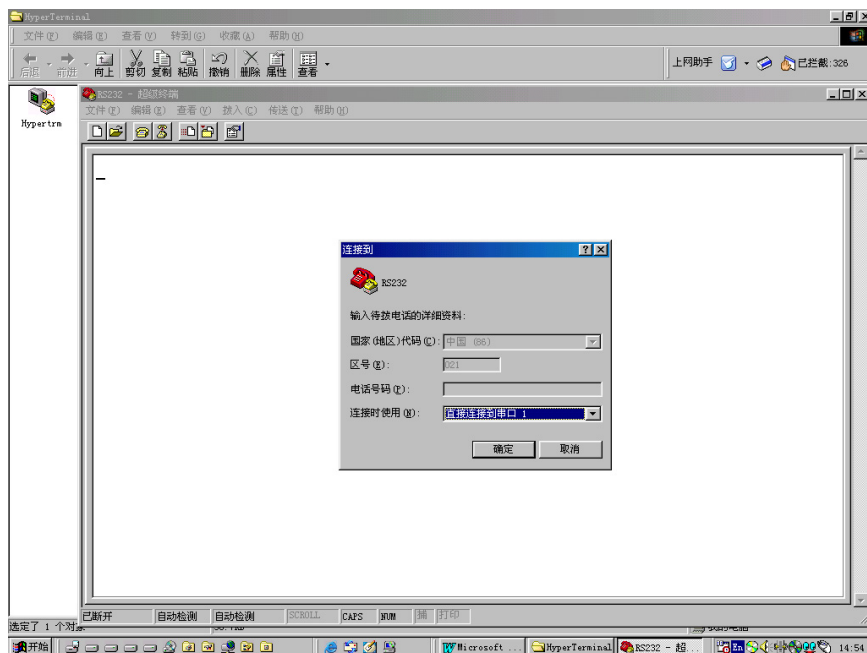 HyperTerminal
文件(F) 编辑(E) 查看(V) 转到(G) 收藏(A) 帮助(H)
后退 前进 向上 剪切 复制 粘贴 撤销 删除 属性 查看
上网助手 已拦截:326
Hypertrm
RS232 - 超级终端
文件(F) 编辑(E) 查看(V) 拨入(C) 传送(T) 帮助(H)
连接到
RS232
输入待拨电话的详细资料:
国家(地区)代码(C): 中国 (86)
区号(E): 021
电话号码(P):
连接时使用(N): 直接连接到串口 1
确定 取消
已断开 自动检测 自动检测 SCROLL CAPS NUM 捕 打印
选定了 1 个对象
开始 Microsoft ... HyperTerminal RS232 - 超... En 14:54